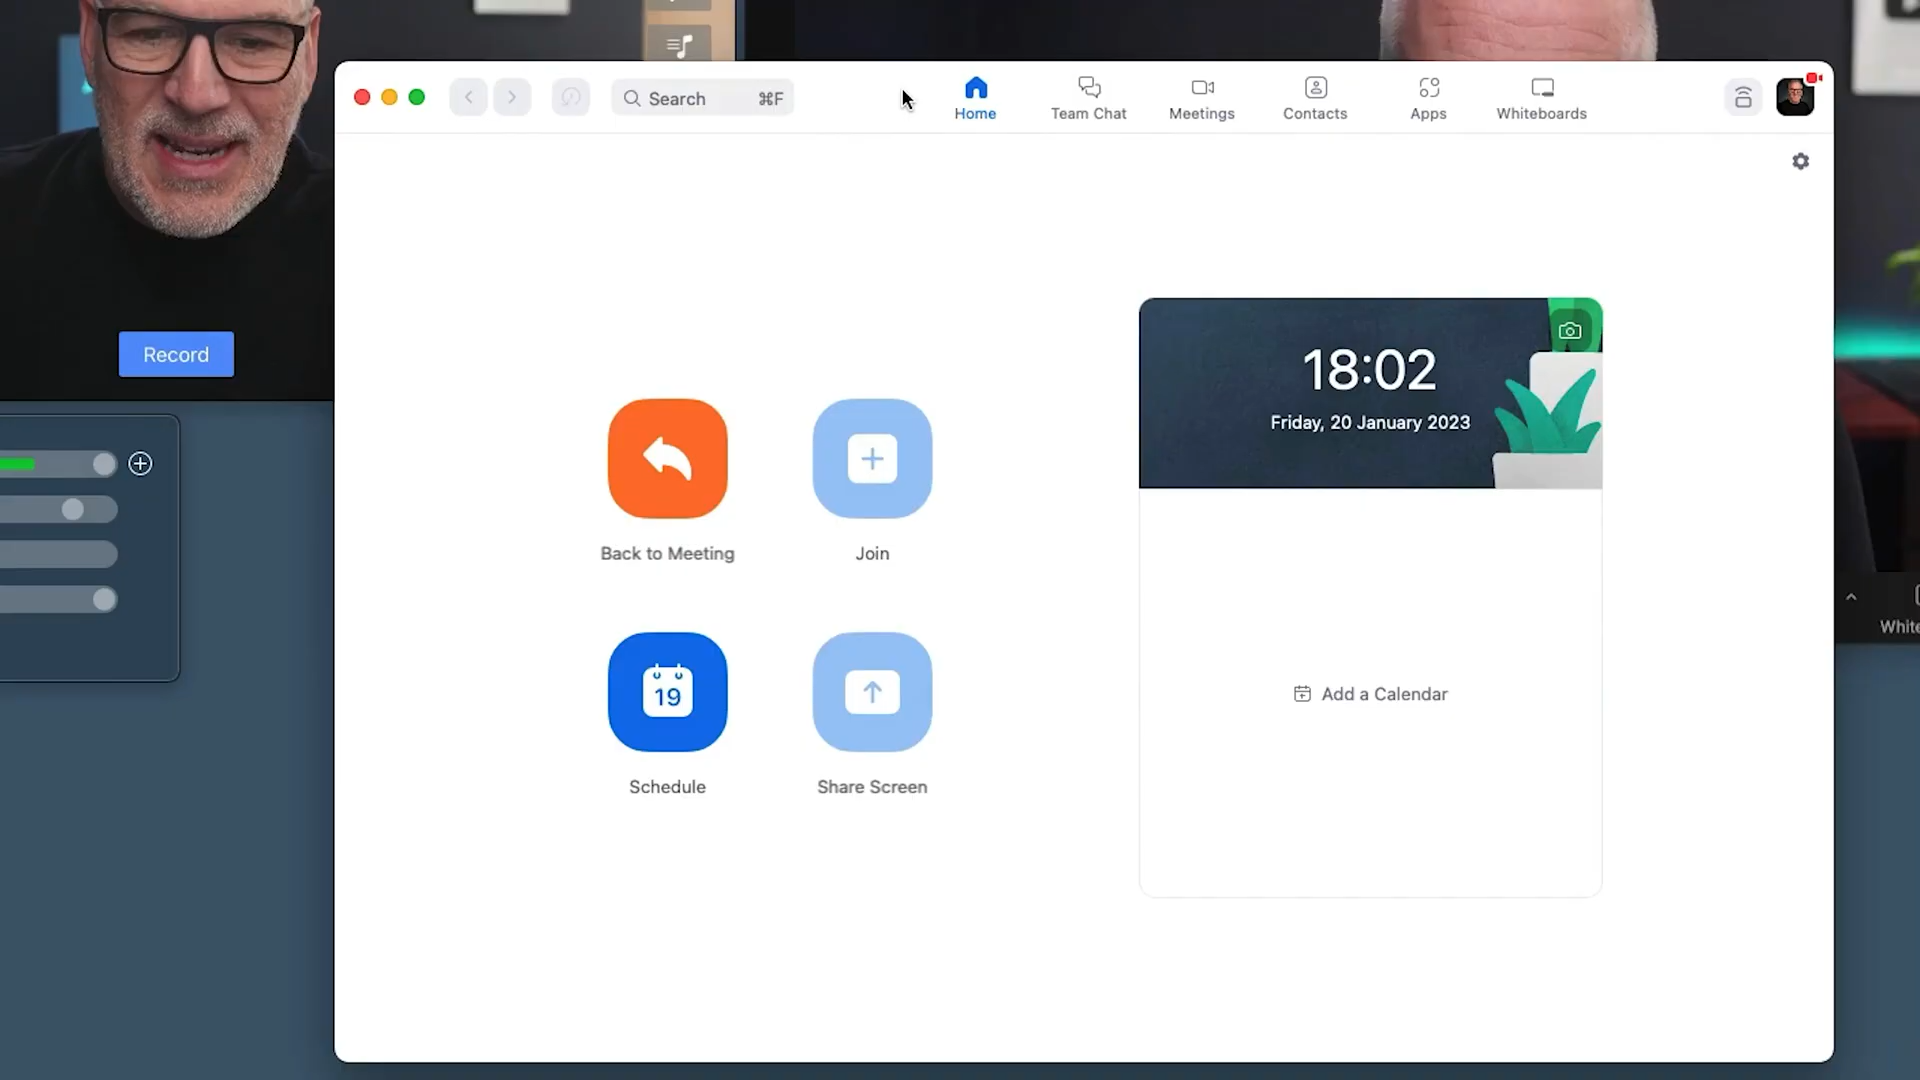 Search ⌘F
Home
Team Chat
Meetings
Contacts
Apps
Whiteboards
Record
18:02
Friday, 20 January 2023
Back to Meeting
Join
19
Schedule
Share Screen
Add a Calendar
White